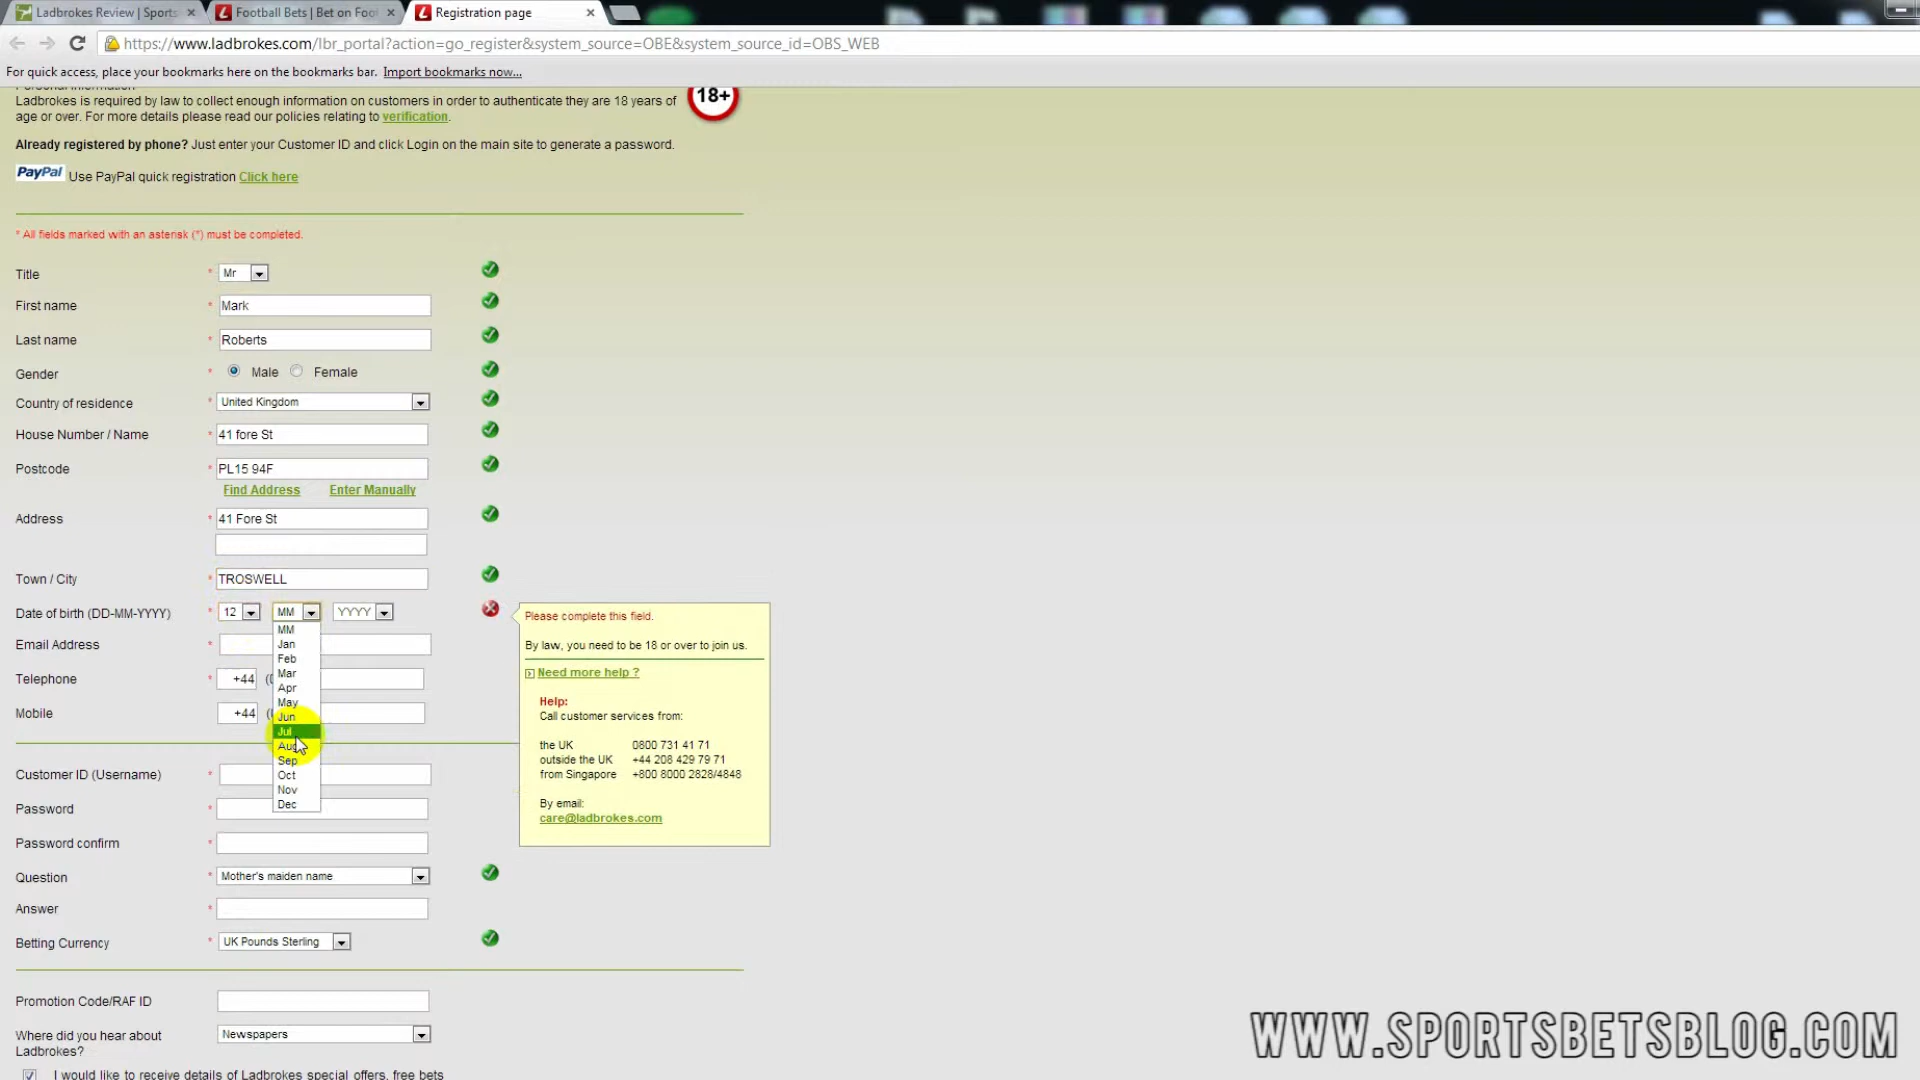 Ladbrokes Review | Sports
Football Bets | Bet on Foot
Registration page
https://www.ladbrokes.com/lbr_portal?action=go_register&system_source=OBE&system_source_id=OBS_WEB
For quick access, place your bookmarks here on the bookmarks bar. Import bookmarks now...
Personal information
Ladbrokes is required by law to collect enough information on customers in order to authenticate they are 18 years of
age or over. For more details please read our policies relating to verification.
18+
Already registered by phone? Just enter your Customer ID and click Login on the main site to generate a password.
PayPal Use PayPal quick registration Click here
* All fields marked with an asterisk (*) must be completed.
Title * Mr
First name * Mark
Last name * Roberts
Gender * Male Female
Country of residence * United Kingdom
House Number / Name * 41 fore St
Postcode * PL15 94F
Find Address Enter Manually
Address * 41 Fore St
Town / City * TROSWELL
Date of birth (DD-MM-YYYY) * 12 MM YYYY
MM
Jan
Feb
Mar
Apr
May
Jun
Jul
Aug
Sep
Oct
Nov
Dec
Email Address *
Telephone * +44
Mobile * +44
Please complete this field.
By law, you need to be 18 or over to join us.
Need more help ?
Help:
Call customer services from:
the UK 0800 731 41 71
outside the UK +44 208 429 79 71
from Singapore +800 8000 2828/4848
By email:
care@ladbrokes.com
Customer ID (Username) *
Password *
Password confirm *
Question * Mother's maiden name
Answer *
Betting Currency * UK Pounds Sterling
Promotion Code/RAF ID
Where did you hear about
Ladbrokes?
Newspapers
I would like to receive details of Ladbrokes special offers, free bets
WWW.SPORTSBETSBLOG.COM